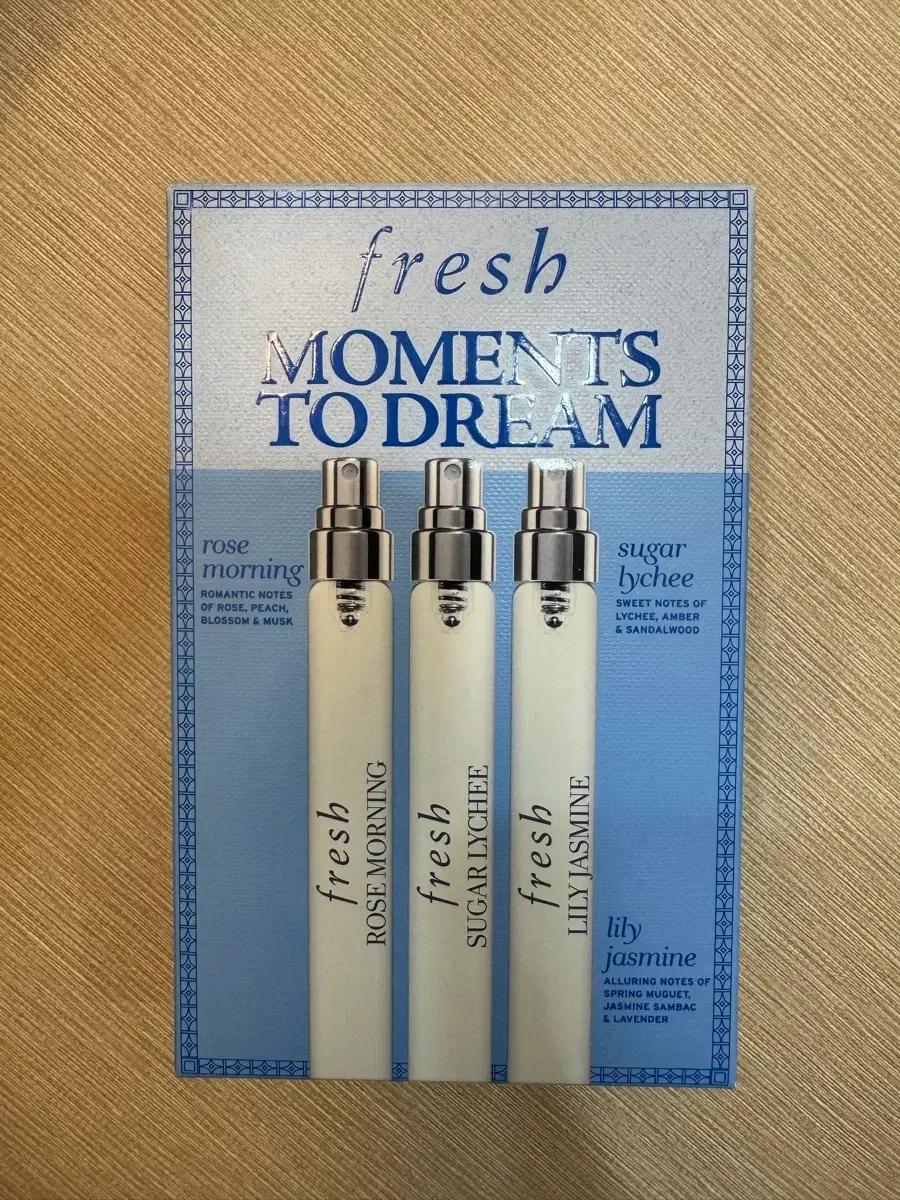 fresh
MOMENTS
TO DREAM
rose
morning
ROMANTIC NOTES
OF ROSE, PEACH,
BLOSSOM & MUSK
sugar
lychee
SWEET NOTES OF
LYCHEE, AMBER
& SANDALWOOD
fresh
ROSE MORNING
fresh
SUGAR LYCHEE
fresh
LILY JASMINE
lily
jasmine
ALLURING NOTES OF
SPRING MUGUET,
JASMINE SAMBAC
& LAVENDER